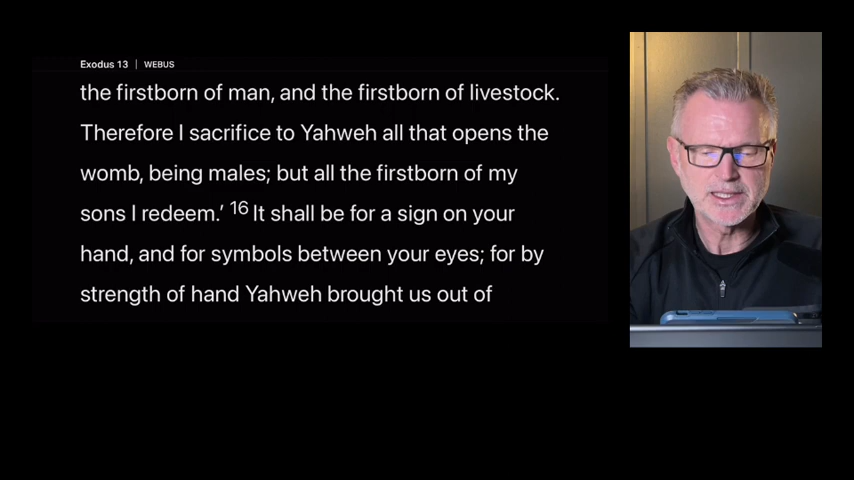 Exodus 13 | WEBUS
the firstborn of man, and the firstborn of livestock.
Therefore I sacrifice to Yahweh all that opens the
womb, being males; but all the firstborn of my
sons I redeem.’ 16 It shall be for a sign on your
hand, and for symbols between your eyes; for by
strength of hand Yahweh brought us out of